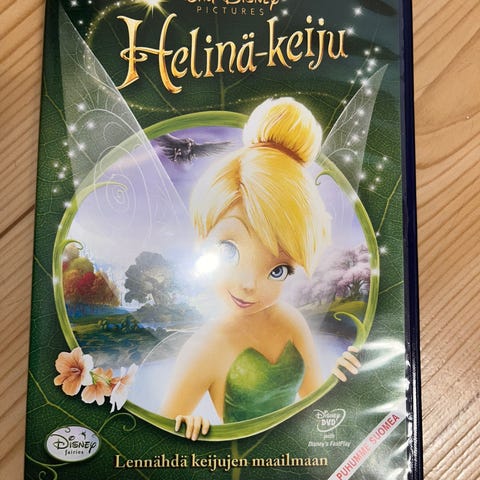 Walt Disney
PICTURES
Helinä-keiju
Disney
DVD
with
Disney's FastPlay
PUHUMME SUOMEA
Disney
fairies
Lennähdä keijujen maailmaan